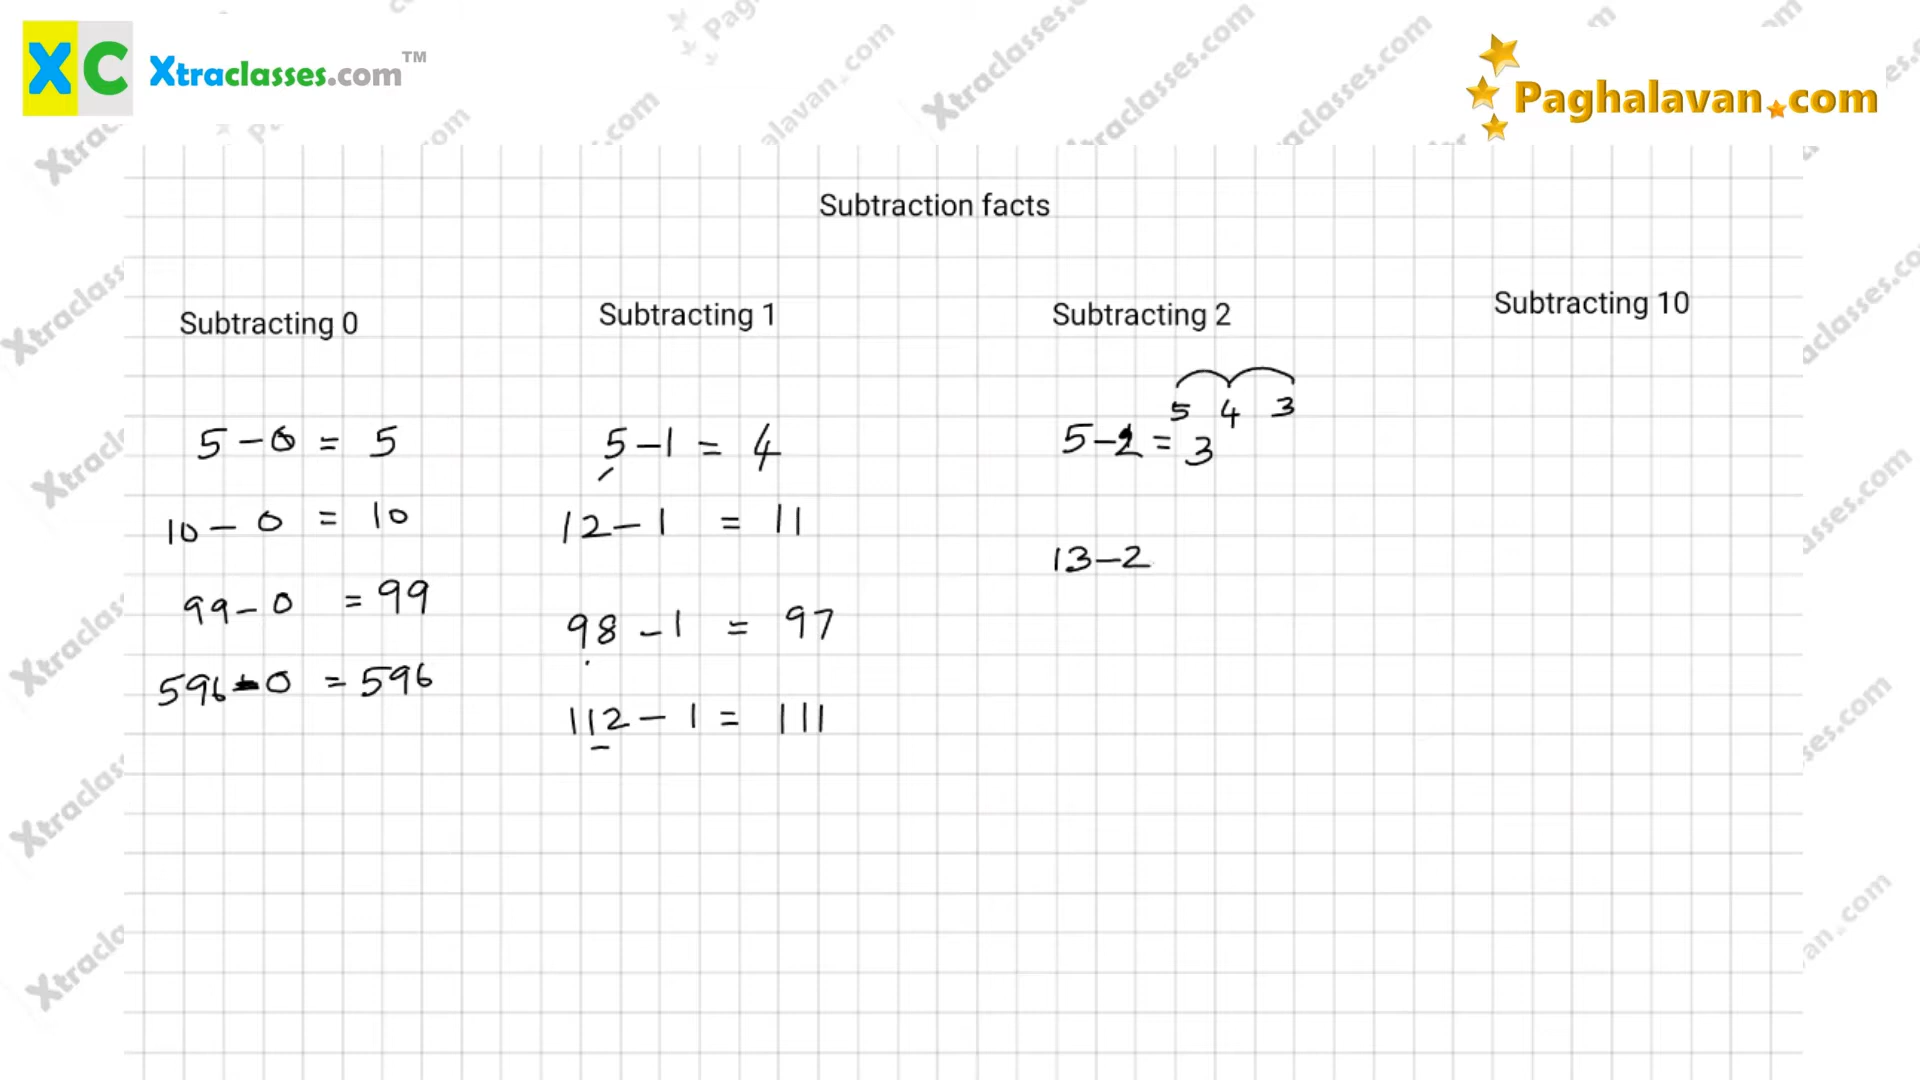 XC Xtraclasses.com™
Paghalavan.com
Subtraction facts
Subtracting 0
5 - 0 = 5
10 - 0 = 10
99 - 0 = 99
596 - 0 = 596
Subtracting 1
5 - 1 = 4
12 - 1 = 11
98 - 1 = 97
112 - 1 = 111
Subtracting 2
5 4 3
5 - 2 = 3
13 - 2
Subtracting 10